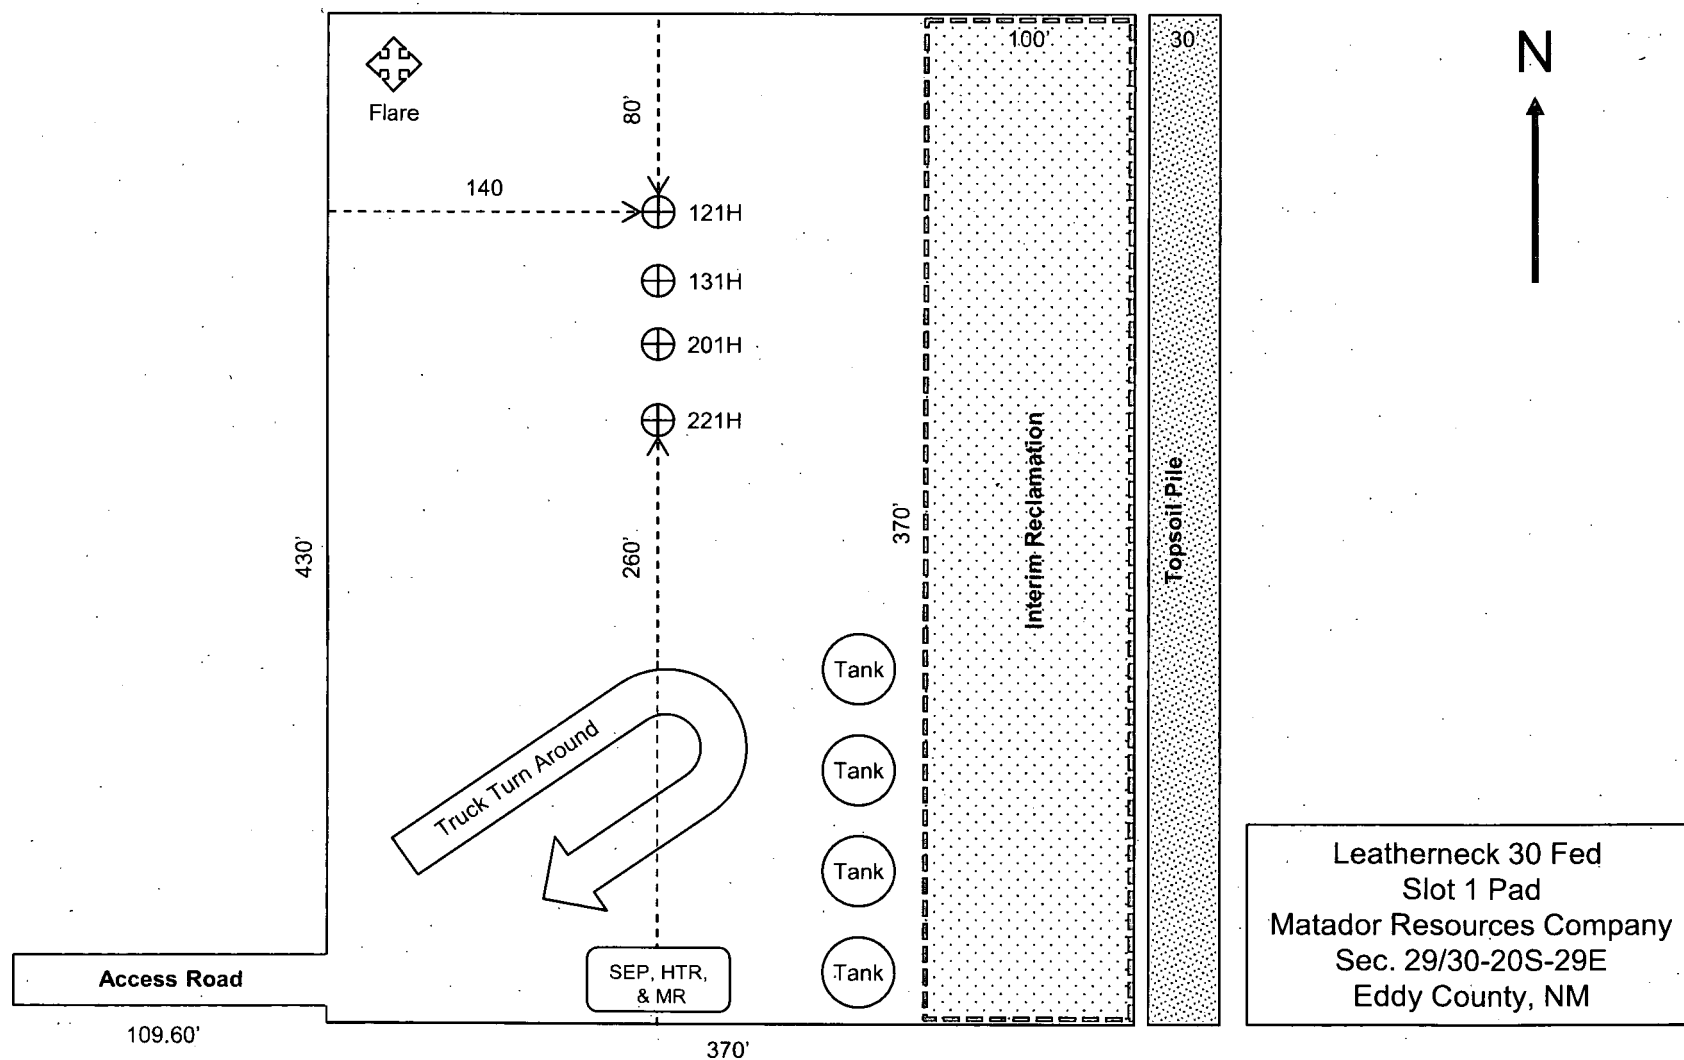 100'
30'
N
Flare
80'
140
121H
131H
201H
221H
430'
260'
370'
Interim Reclamation
Topsoil Pile
Tank
Truck Turn Around
Tank
Tank
Tank
SEP, HTR,
& MR
Access Road
109.60'
370'
Leatherneck 30 Fed
Slot 1 Pad
Matador Resources Company
Sec. 29/30-20S-29E
Eddy County, NM